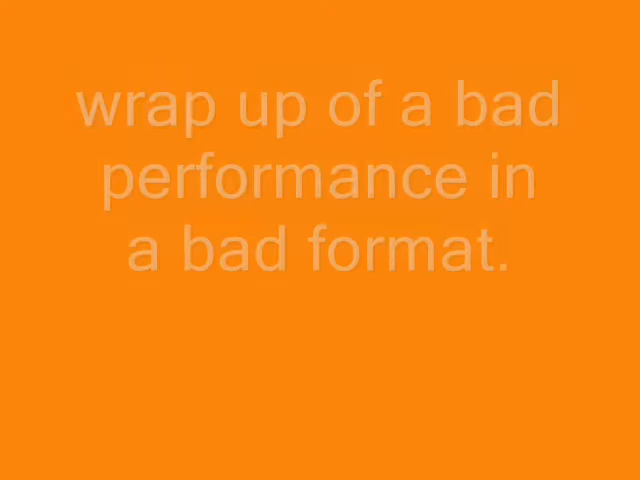 wrap up of a bad
performance in
a bad format.